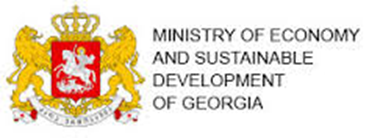 MINISTRY OF ECONOMY
AND SUSTAINABLE
DEVELOPMENT
OF GEORGIA